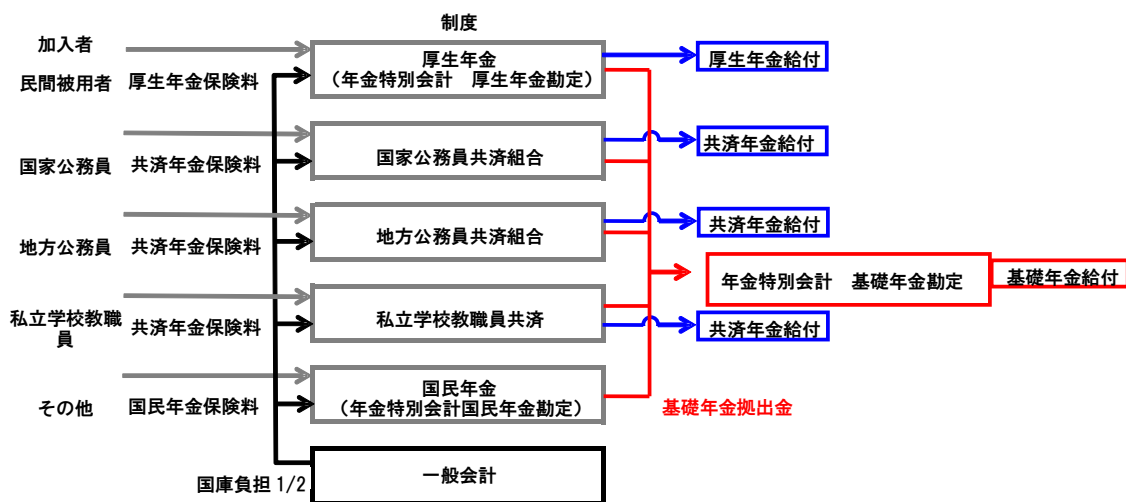 制度
加入者
民間被用者
厚生年金保険料
厚生年金
(年金特別会計　厚生年金勘定)
厚生年金給付
国家公務員
共済年金保険料
国家公務員共済組合
共済年金給付
地方公務員
共済年金保険料
地方公務員共済組合
共済年金給付
年金特別会計　基礎年金勘定
基礎年金給付
私立学校教職
員
共済年金保険料
私立学校教職員共済
共済年金給付
その他
国民年金保険料
国民年金
(年金特別会計国民年金勘定)
基礎年金拠出金
国庫負担 1/2
一般会計